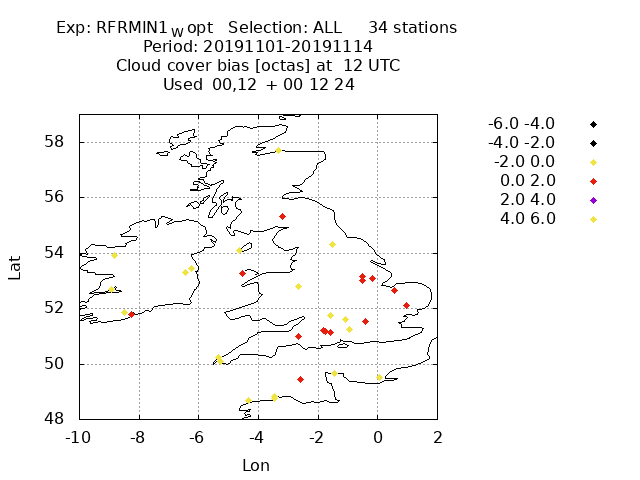 Exp: RFRMIN1wopt Selection: ALL 34 stations
Period: 20191101-20191114
Cloud cover bias [octas] at 12 UTC
Used 00,12 + 00 12 24
-6.0 -4.0
-4.0 -2.0
-2.0 0.0
0.0 2.0
2.0 4.0
4.0 6.0
58
56
54
52
50
48
Lat
-10 -8 -6 -4 -2 0 2
Lon